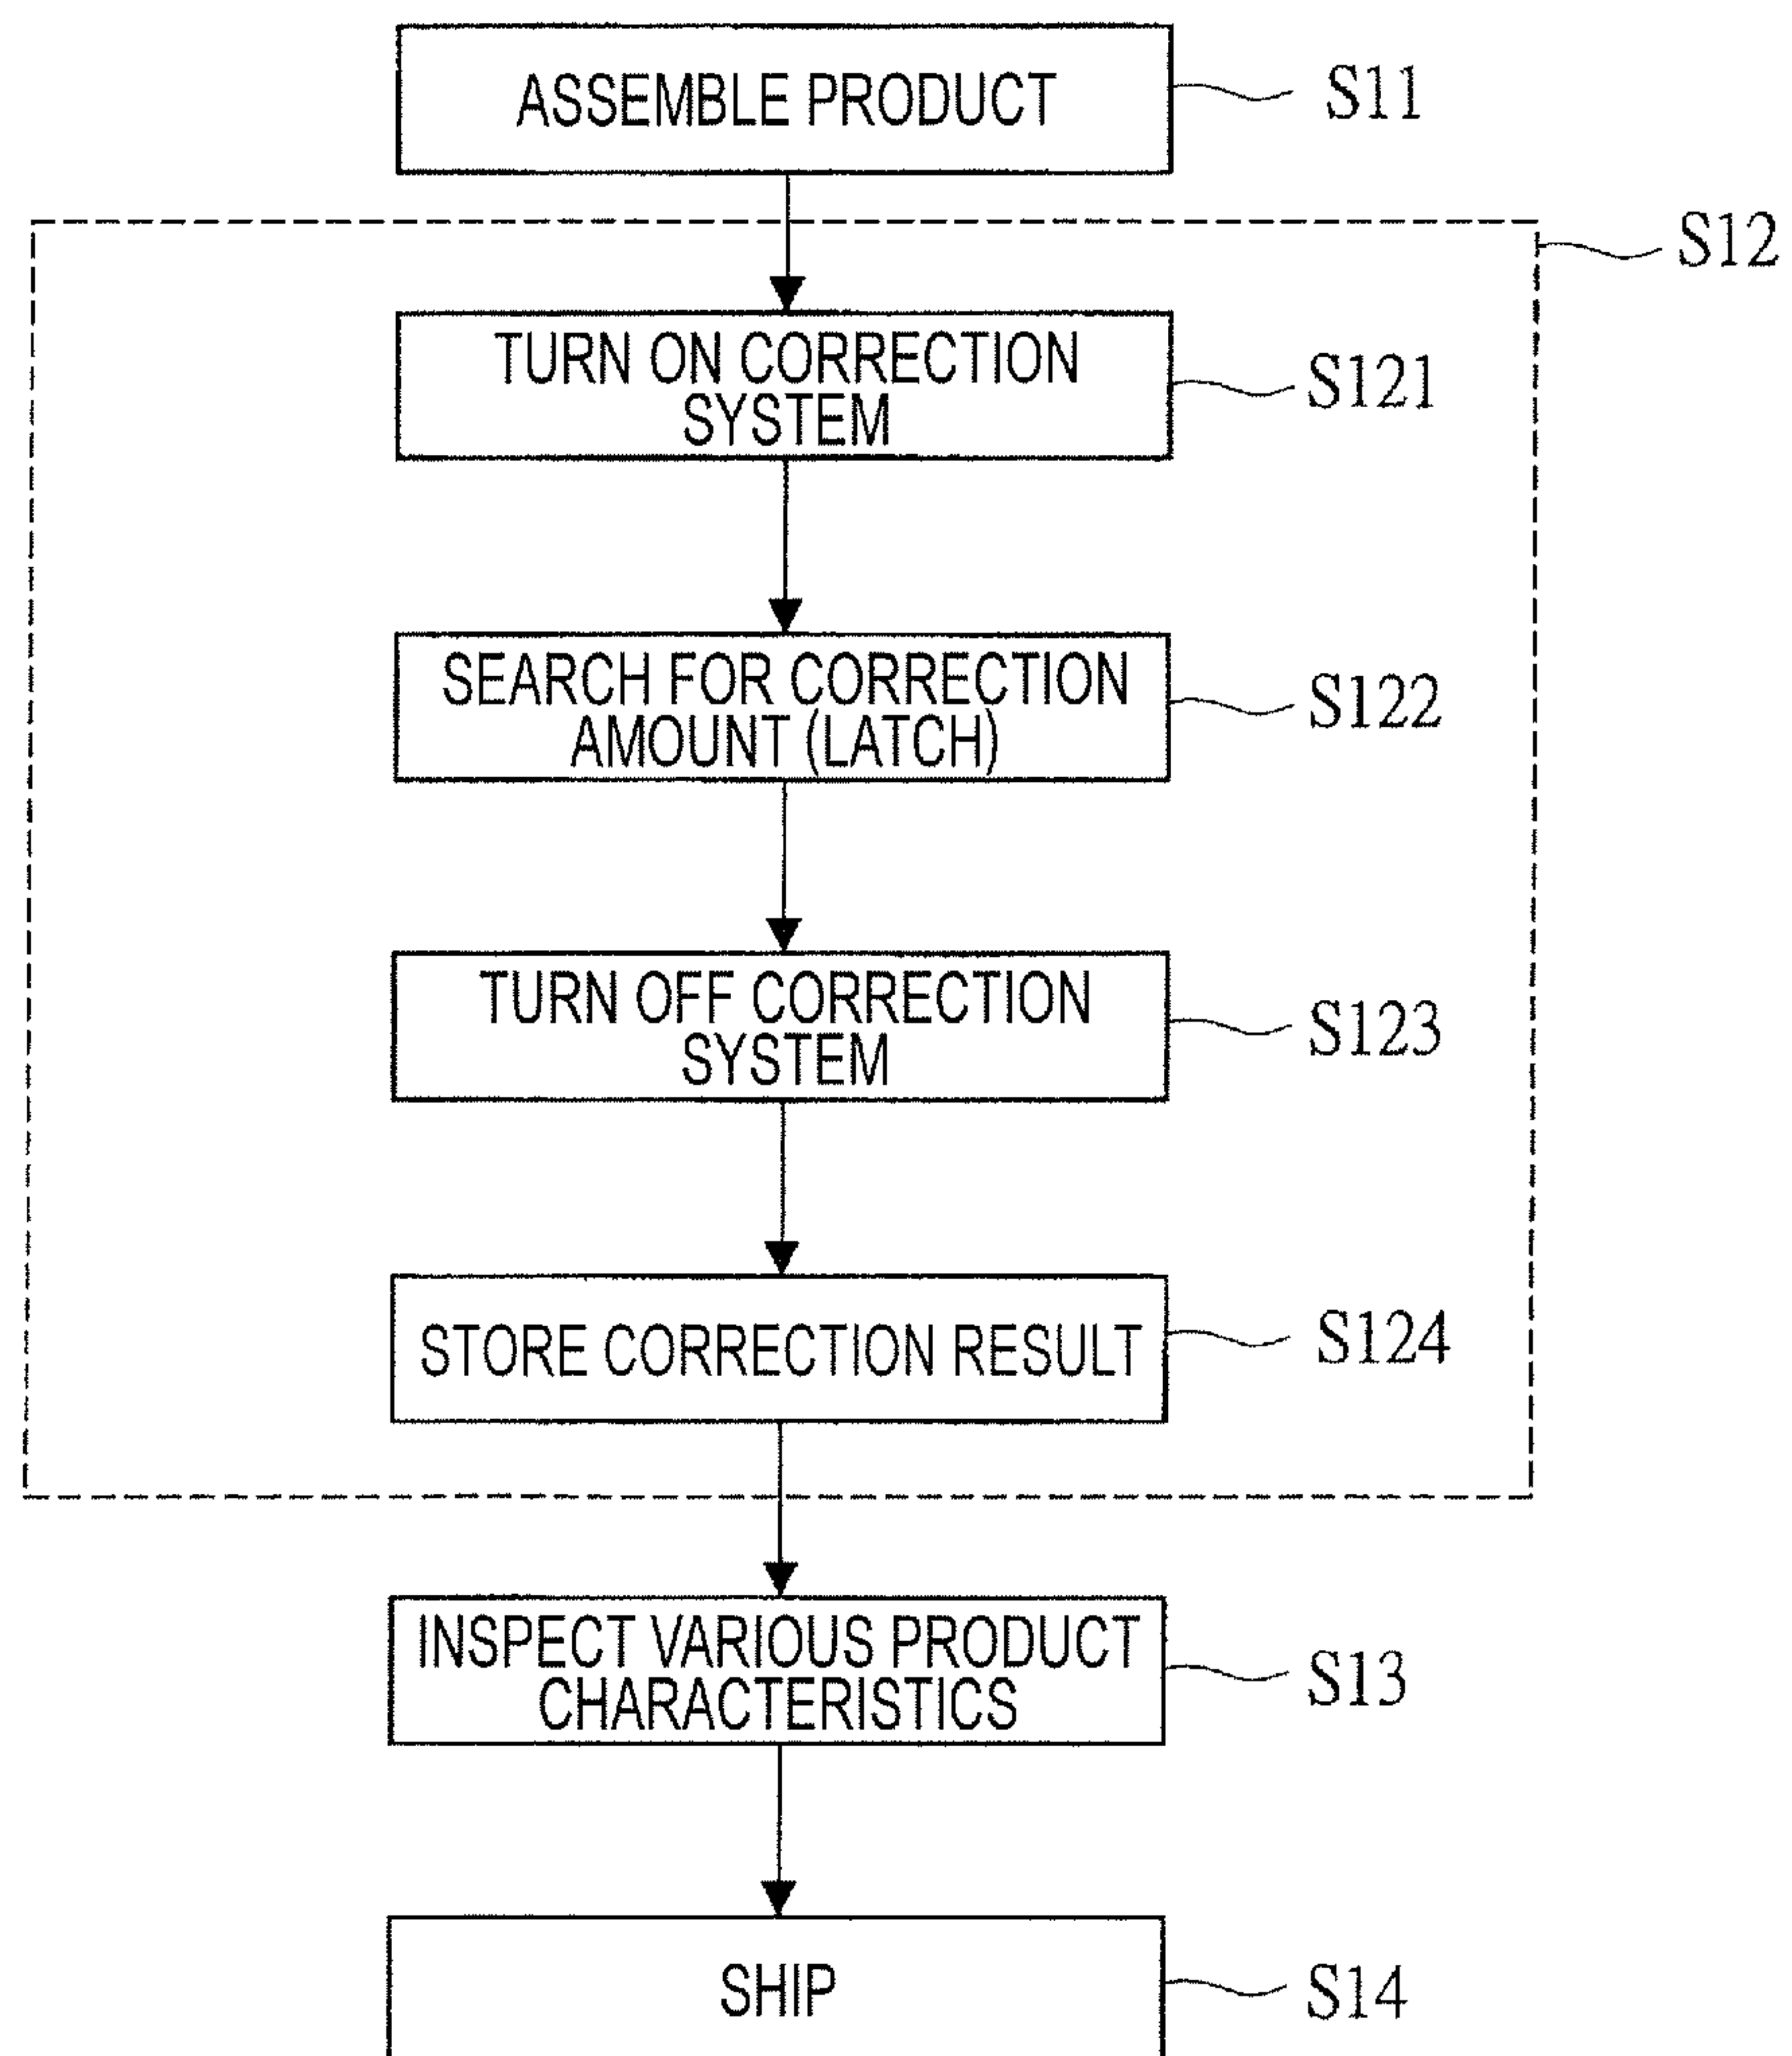 ASSEMBLE PRODUCT
S11
S12
TURN ON CORRECTION
SYSTEM
S121
SEARCH FOR CORRECTION
AMOUNT (LATCH)
S122
TURN OFF CORRECTION
SYSTEM
S123
STORE CORRECTION RESULT
S124
INSPECT VARIOUS PRODUCT
CHARACTERISTICS
S13
SHIP
S14